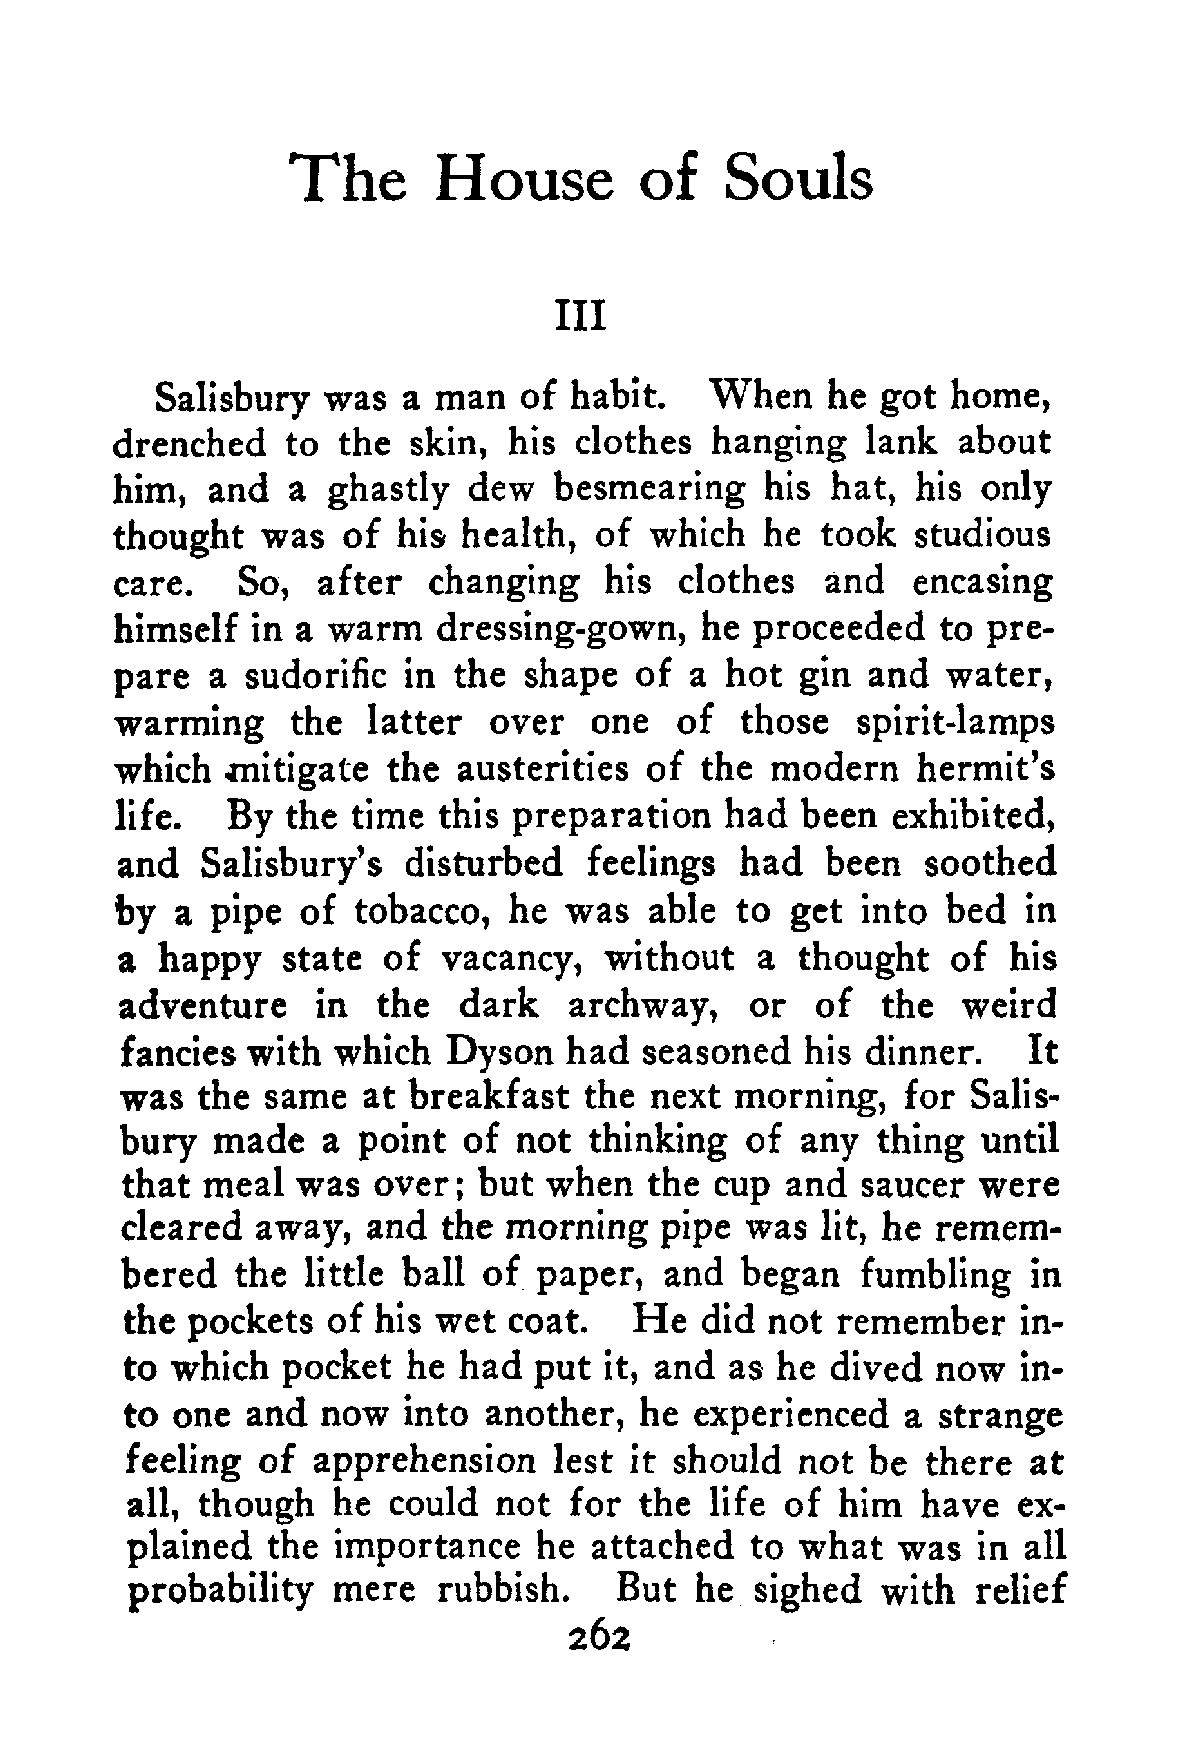 The House of Souls
III
Salisbury was a man of habit. When he got home,
drenched to the skin, his clothes hanging lank about
him, and a ghastly dew besmearing his hat, his only
thought was of his health, of which he took studious
care. So, after changing his clothes and encasing
himself in a warm dressing-gown, he proceeded to pre-
pare a sudorific in the shape of a hot gin and water,
warming the latter over one of those spirit-lamps
which mitigate the austerities of the modern hermit's
life. By the time this preparation had been exhibited,
and Salisbury's disturbed feelings had been soothed
by a pipe of tobacco, he was able to get into bed in
a happy state of vacancy, without a thought of his
adventure in the dark archway, or of the weird
fancies with which Dyson had seasoned his dinner. It
was the same at breakfast the next morning, for Salis-
bury made a point of not thinking of any thing until
that meal was over; but when the cup and saucer were
cleared away, and the morning pipe was lit, he remem-
bered the little ball of paper, and began fumbling in
the pockets of his wet coat. He did not remember in-
to which pocket he had put it, and as he dived now in-
to one and now into another, he experienced a strange
feeling of apprehension lest it should not be there at
all, though he could not for the life of him have ex-
plained the importance he attached to what was in all
probability mere rubbish. But he sighed with relief
262